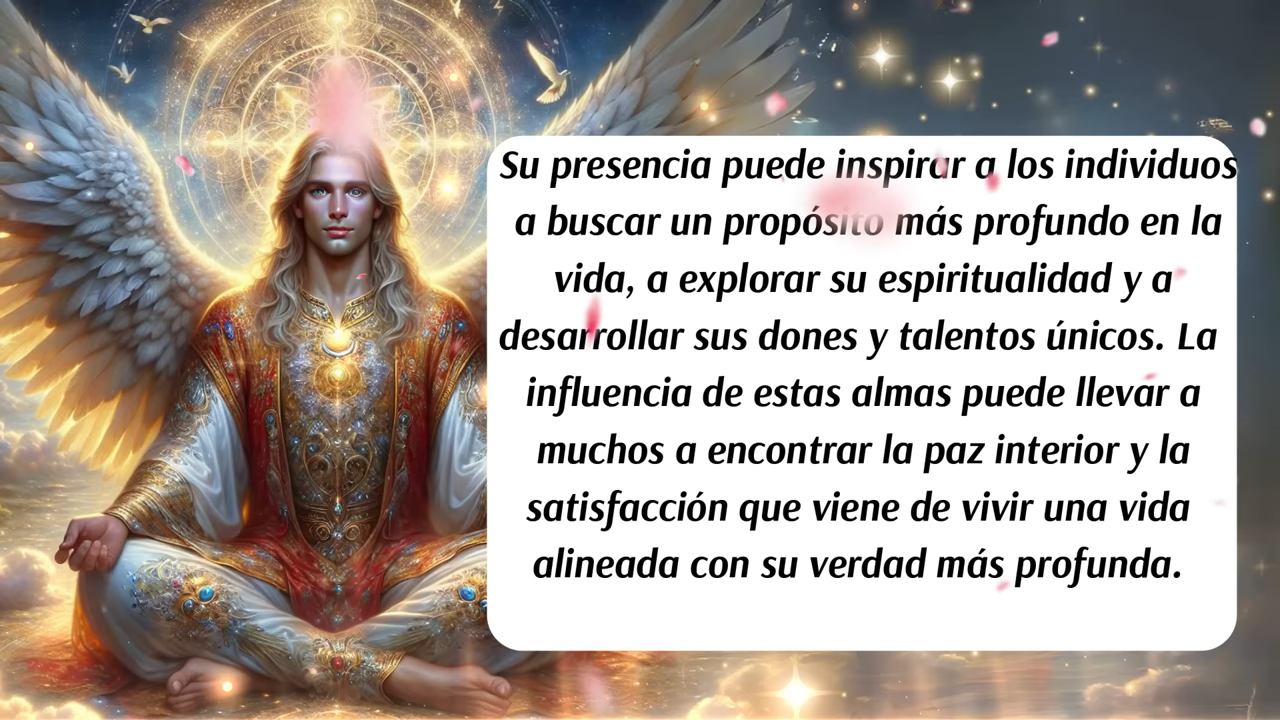 Su presencia puede inspirar a los individuos
a buscar un propósito más profundo en la
vida, a explorar su espiritualidad y a
desarrollar sus dones y talentos únicos. La
influencia de estas almas puede llevar a
muchos a encontrar la paz interior y la
satisfacción que viene de vivir una vida
alineada con su verdad más profunda.